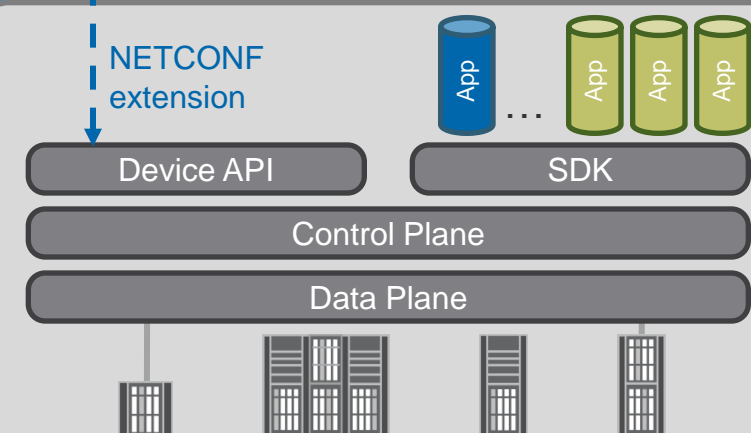 NETCONF
extension
App
...
App
App
App
Device API
SDK
Control Plane
Data Plane